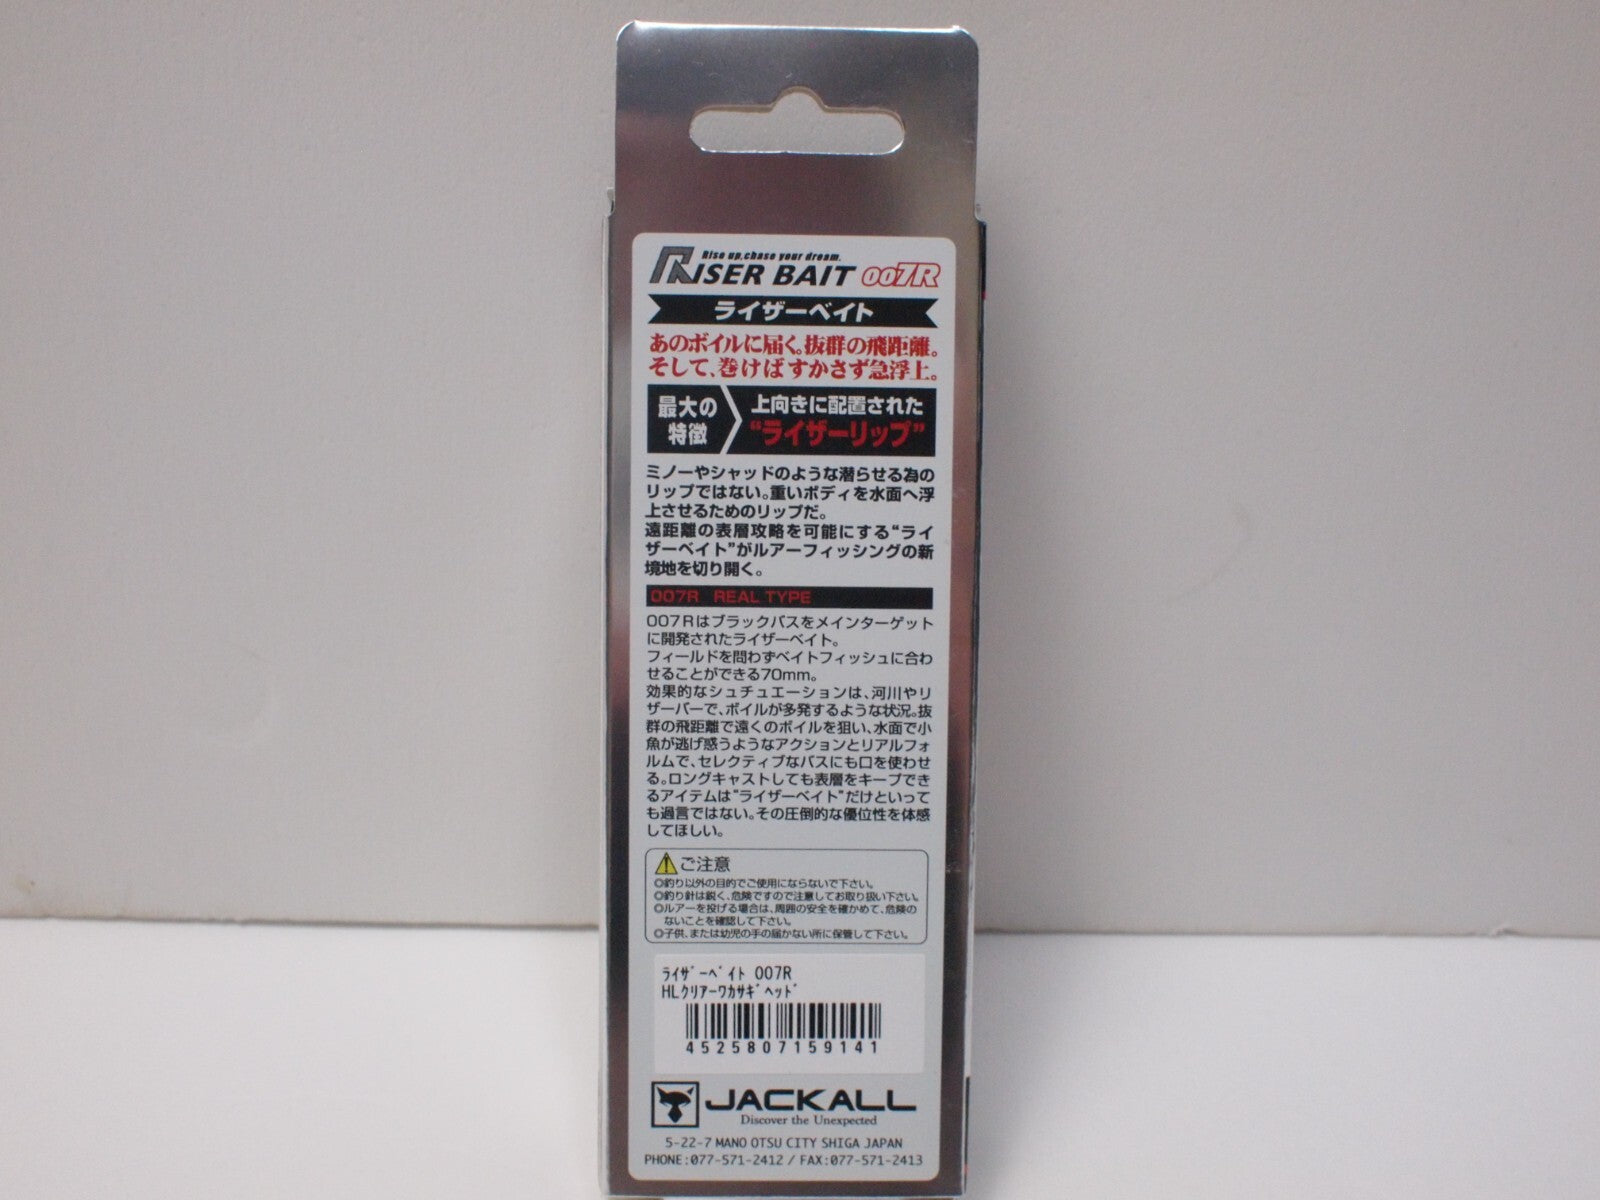 Rise up,chase your dream.
RISER BAIT 007R
ライザーベイト
あのボイルに届く。抜群の飛距離。
そして、巻けばすかさず急浮上。
最大の
特徴
上向きに配置された
"ライザーリップ"
ミノーやシャッドのような潜らせる為の
リップではない。重いボディを水面へ浮
上させるためのリップだ。
遠距離の表層攻略を可能にする"ライ
ザーベイト"がルアーフィッシングの新
境地を切り開く。
007R REAL TYPE
007Rはブラックバスをメインターゲット
に開発されたライザーベイト。
フィールドを問わずベイトフィッシュに合わ
せることができる70mm。
効果的なシュチュエーションは、河川やリ
ザーバーで、ボイルが多発するような状況。抜
群の飛距離で遠くのボイルを狙い、水面で小
魚が逃げ惑うようなアクションとリアルフォ
ルムで、セレクティブなバスにも口を使わせ
る。ロングキャストしても表層をキープでき
るアイテムは"ライザーベイト"だけといって
も過言ではない。その圧倒的な優位性を体感
してほしい。
ご注意
◎釣り以外の目的でご使用にならないで下さい。
◎釣り針は鋭く、危険ですので注意してお取り扱い下さい。
◎ルアーを投げる場合は、周囲の安全を確かめて、危険の
ないことを確認して下さい。
◎子供、または幼児の手の届かない所に保管して下さい。
ﾗｲｻﾞｰﾍﾞｲﾄ 007R
HLｸﾘｱｰﾜｶｻｷﾞﾍｯﾄﾞ
4525807159141
JACKALL
Discover the Unexpected
5-22-7 MANO OTSU CITY SHIGA JAPAN
PHONE:077-571-2412 / FAX:077-571-2413